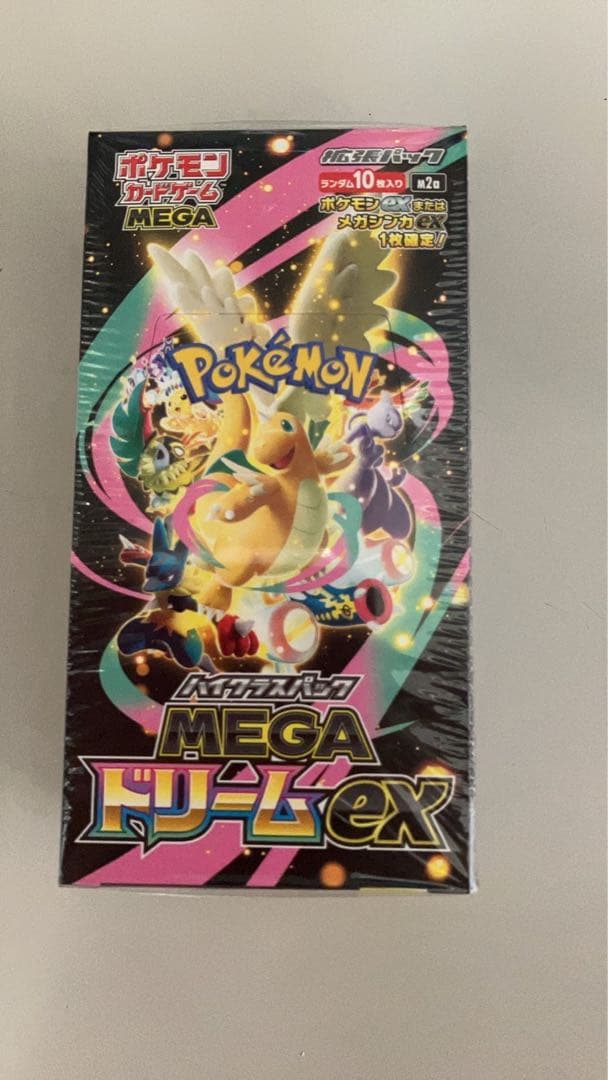 ポケモン
カードゲーム
MEGA
拡張パック
ランダム10枚入り
M2a
ポケモンexまたは
メガシンカex
1枚確定!
POKéMON
ハイクラスパック
MEGA
ドリームex